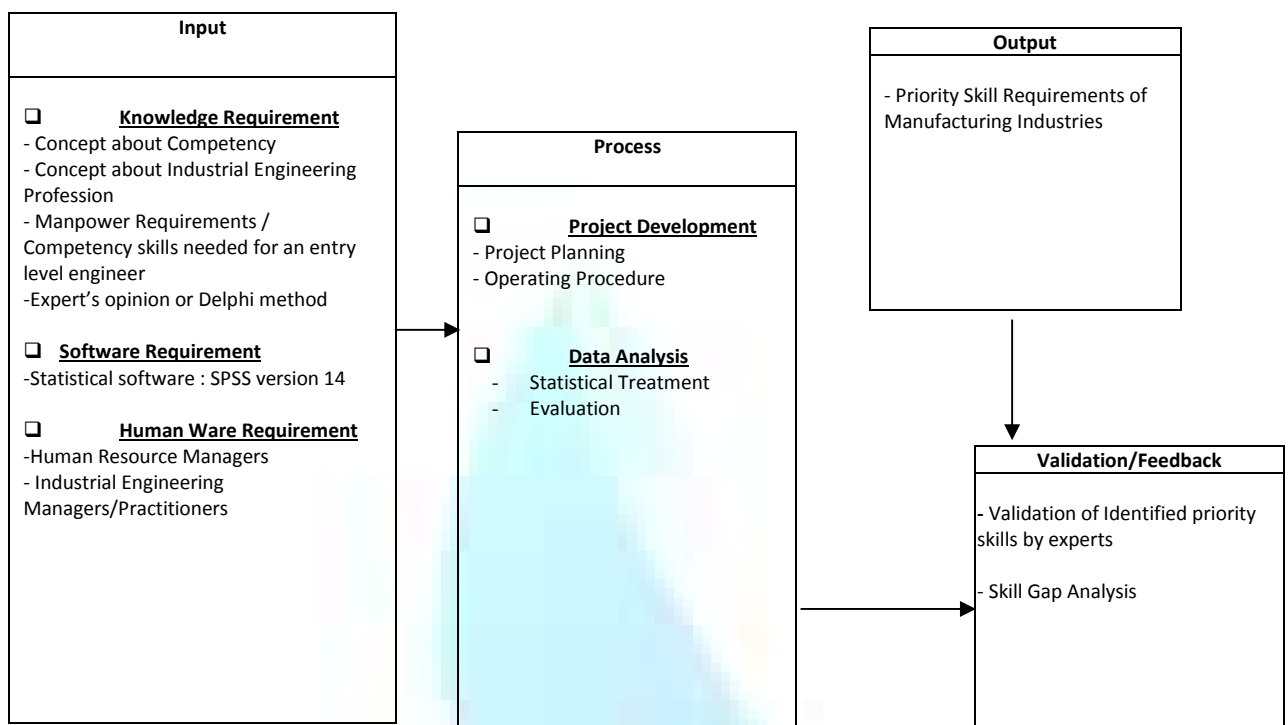 Input
❑ Knowledge Requirement
- Concept about Competency
- Concept about Industrial Engineering
Profession
- Manpower Requirements /
Competency skills needed for an entry
level engineer
-Expert’s opinion or Delphi method
❑ Software Requirement
-Statistical software : SPSS version 14
❑ Human Ware Requirement
-Human Resource Managers
- Industrial Engineering
Managers/Practitioners
Process
❑ Project Development
- Project Planning
- Operating Procedure
❑ Data Analysis
- Statistical Treatment
- Evaluation
Output
- Priority Skill Requirements of
Manufacturing Industries
Validation/Feedback
- Validation of Identified priority
skills by experts
- Skill Gap Analysis